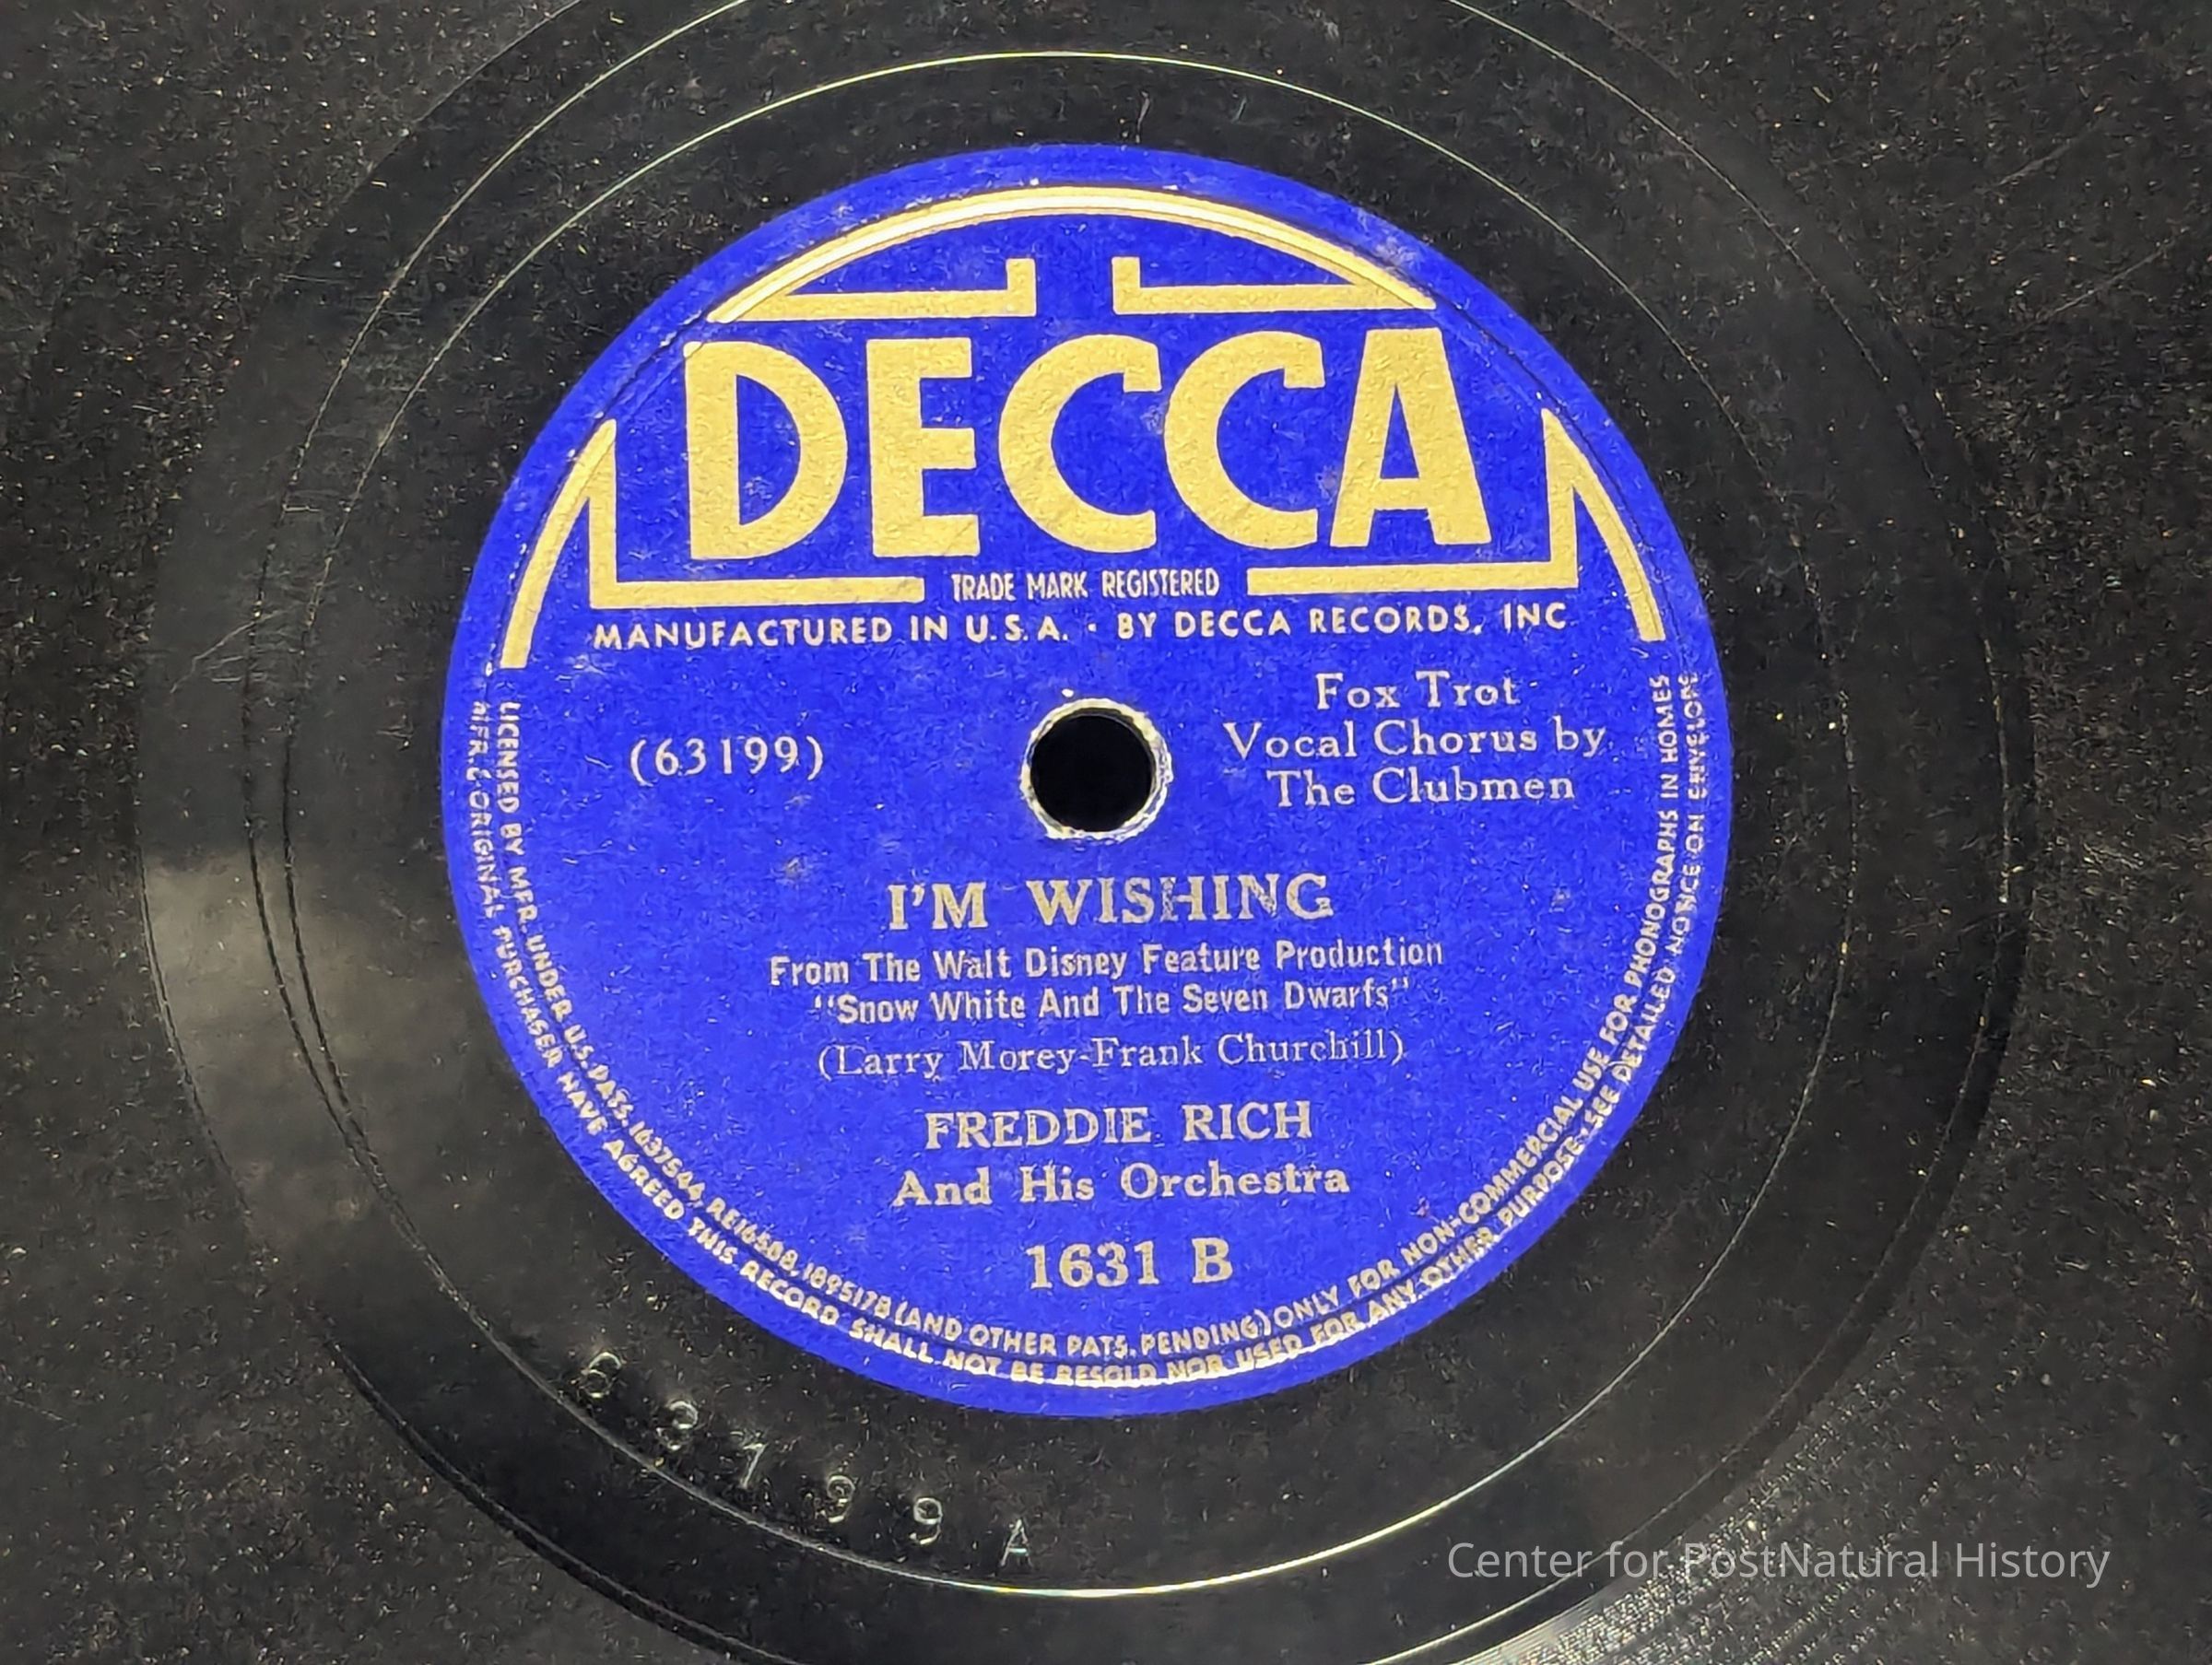 DECCA
TRADE MARK REGISTERED
MANUFACTURED IN U.S.A. · BY DECCA RECORDS, INC
(63199)
Fox Trot
Vocal Chorus by
The Clubmen
I'M WISHING
From The Walt Disney Feature Production
"Snow White And The Seven Dwarfs"
(Larry Morey-Frank Churchill)
FREDDIE RICH
And His Orchestra
1631 B
LICENSED BY MFR. UNDER U.S. PATS. 1637544, RE16588, 1895178 (AND OTHER PATS. PENDING) ONLY FOR NON-COMMERCIAL USE FOR PHONOGRAPHS IN HOMES
MFR. & ORIGINAL PURCHASER HAVE AGREED THIS RECORD SHALL NOT BE RESOLD NOR USED FOR ANY OTHER PURPOSE · SEE DETAILED NOTICE ON ENVELOPE
63199 A
Center for PostNatural History